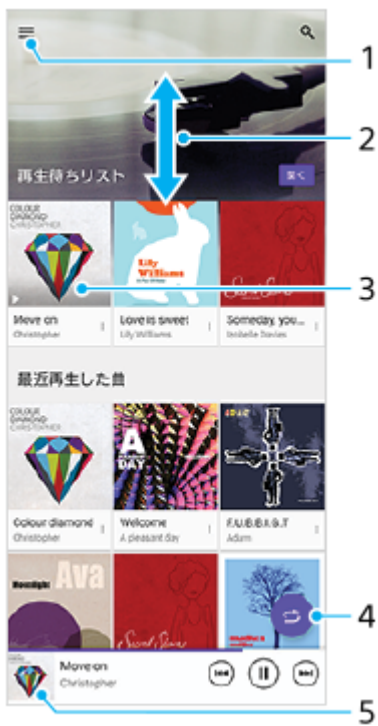 1
2
再生待ちリスト
開く
COLOUR
DIAMOND
CHRISTOPHER
Lily
Williams
3
Move on
Christopher
Love is sweet
Lily Williams
Someday, you...
Isabelle Davies
最近再生した曲
COLOUR
DIAMOND
CHRISTOPHER
A
DAY
Colour diamond
Christopher
Welcome
A pleasant day
F.U.B.B.I.G.T
Adam
Moonlight
Ava
4
Move on
Christopher
5